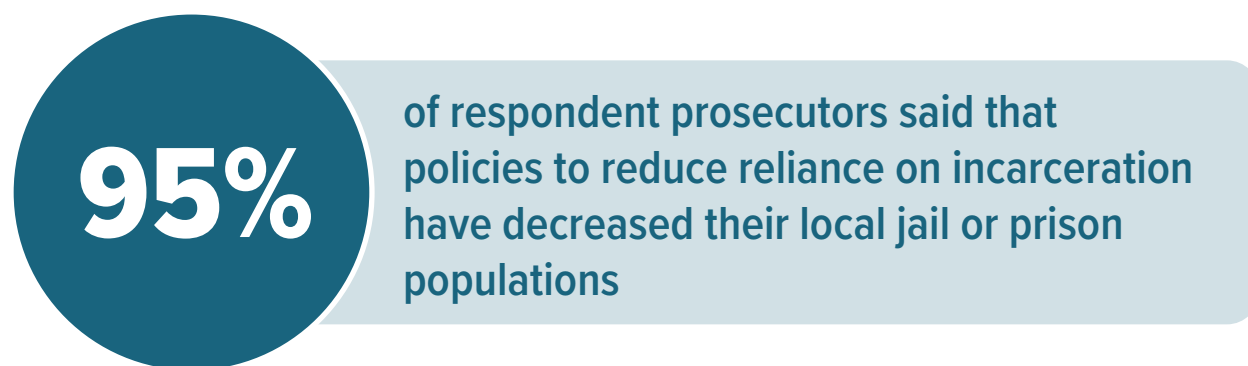 95%
of respondent prosecutors said that
policies to reduce reliance on incarceration
have decreased their local jail or prison
populations